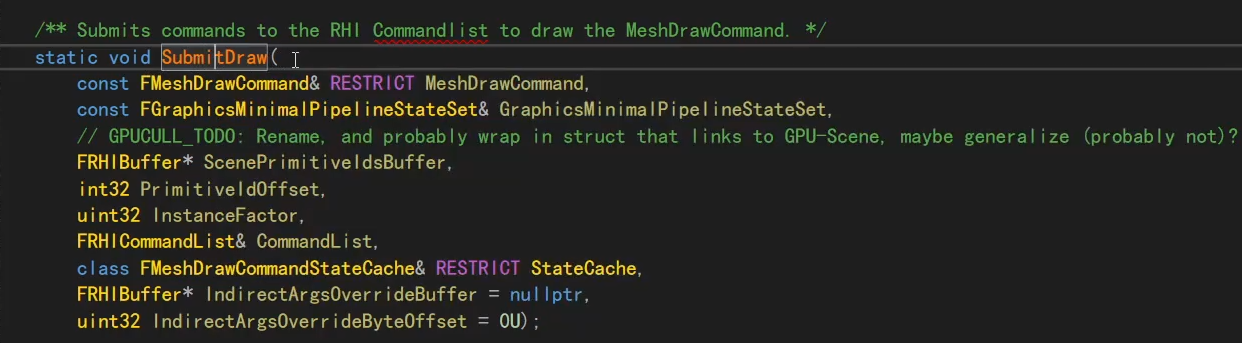 /** Submits commands to the RHI Commandlist to draw the MeshDrawCommand. */
static void SubmitDraw(
const FMeshDrawCommand& RESTRICT MeshDrawCommand,
const FGraphicsMinimalPipelineStateSet& GraphicsMinimalPipelineStateSet,
// GPUCULL_TODO: Rename, and probably wrap in struct that links to GPU-Scene, maybe generalize (probably not)?
FRHIBuffer* ScenePrimitiveIdsBuffer,
int32 PrimitiveIdOffset,
uint32 InstanceFactor,
FRHICommandList& CommandList,
class FMeshDrawCommandStateCache& RESTRICT StateCache,
FRHIBuffer* IndirectArgsOverrideBuffer = nullptr,
uint32 IndirectArgsOverrideByteOffset = 0U);